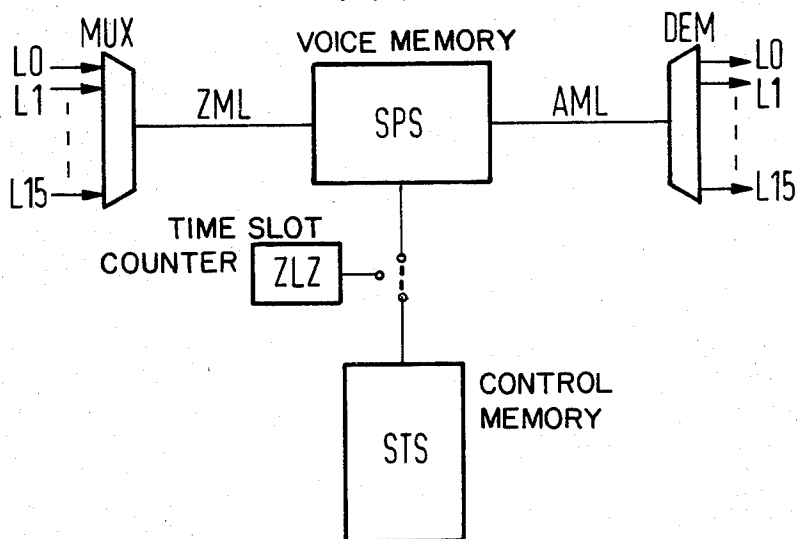 MUX
VOICE MEMORY
DEM
L0
L1
L15
ZML
SPS
AML
L0
L1
L15
TIME SLOT
COUNTER
ZLZ
CONTROL
MEMORY
STS